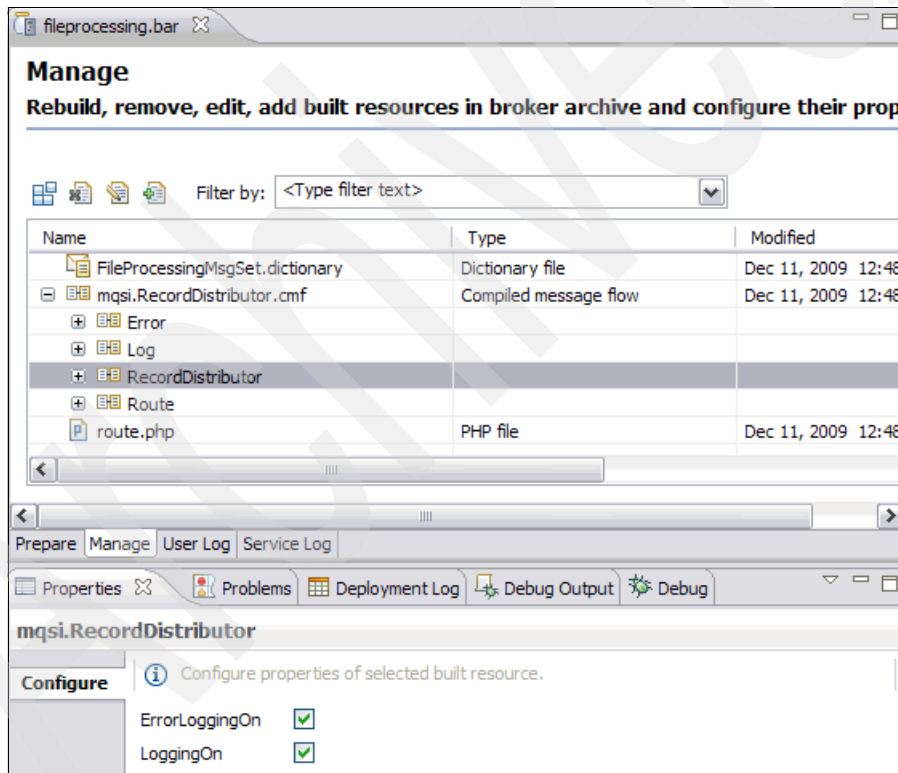 fileprocessing.bar
Manage
Rebuild, remove, edit, add built resources in broker archive and configure their prop
Filter by: <Type filter text>
Name Type Modified
FileProcessingMsgSet.dictionary Dictionary file Dec 11, 2009 12:48
mqsi.RecordDistributor.cmf Compiled message flow Dec 11, 2009 12:48
Error
Log
RecordDistributor
Route
route.php PHP file Dec 11, 2009 12:48
Prepare Manage User Log Service Log
Properties Problems Deployment Log Debug Output Debug
mqsi.RecordDistributor
Configure Configure properties of selected built resource.
ErrorLoggingOn
LoggingOn